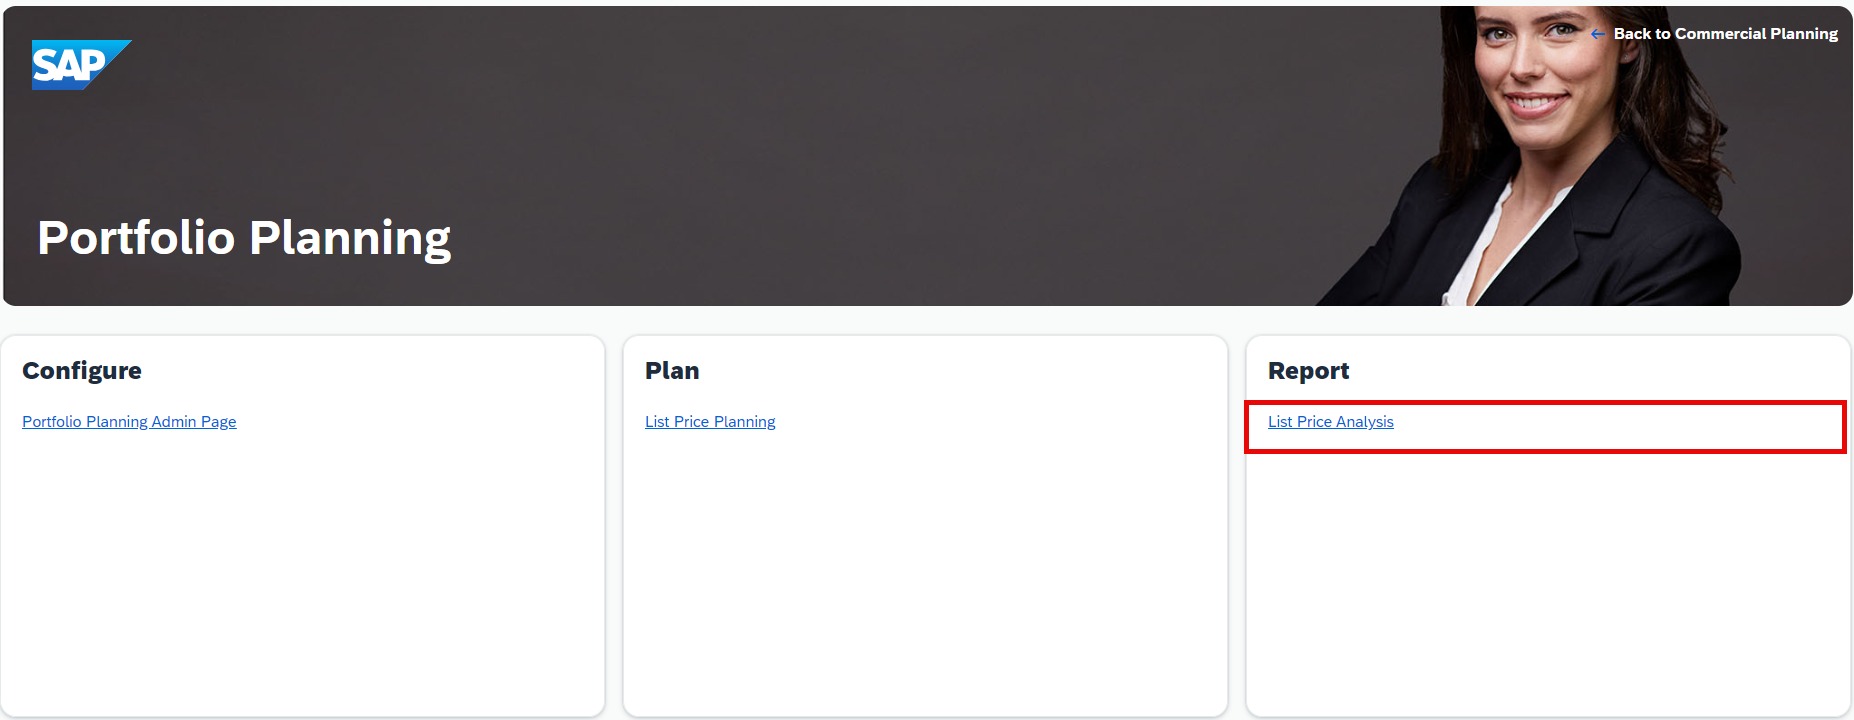 SAP
Back to Commercial Planning
Portfolio Planning
Configure
Portfolio Planning Admin Page
Plan
List Price Planning
Report
List Price Analysis